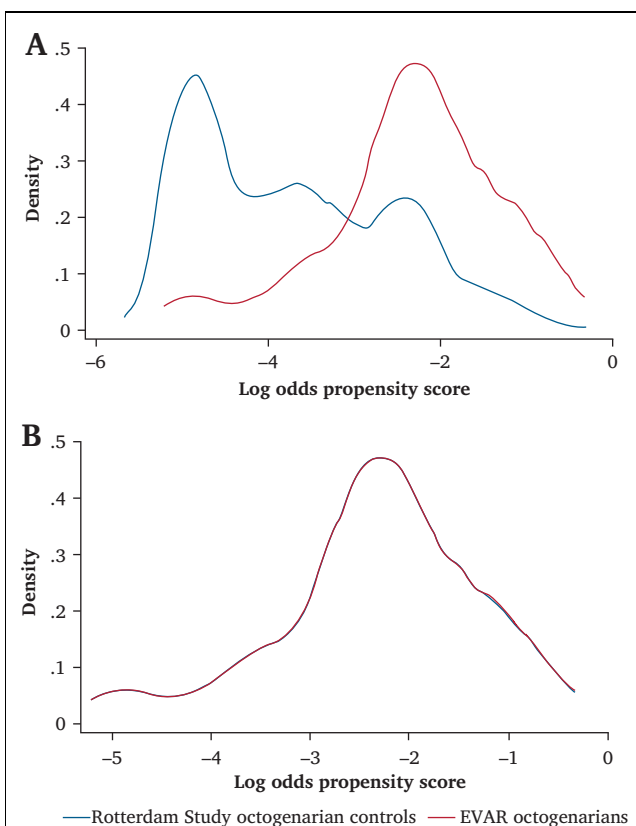 A
.5
.4
.3
.2
.1
0
Density
–6
–4
–2
0
Log odds propensity score
B
.5
.4
.3
.2
.1
0
Density
–5
–4
–3
–2
–1
0
Log odds propensity score
Rotterdam Study octogenarian controls
EVAR octogenarians